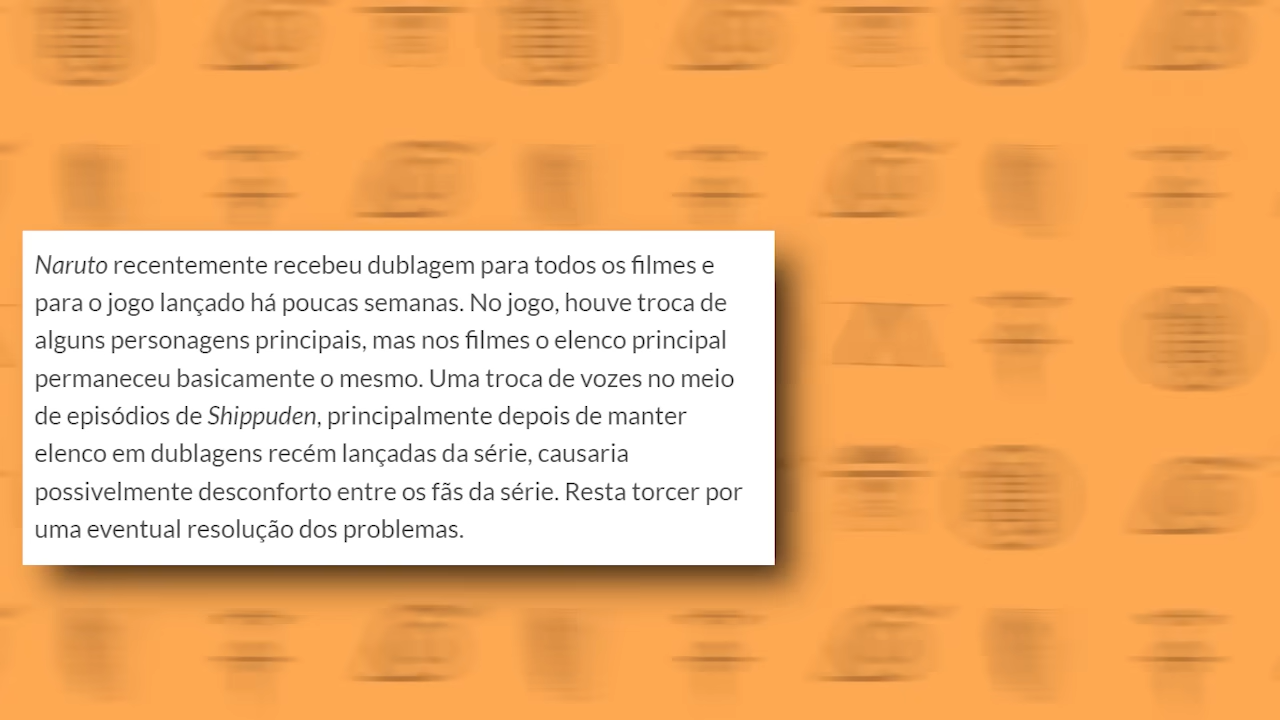 Naruto recentemente recebeu dublagem para todos os filmes e
para o jogo lançado há poucas semanas. No jogo, houve troca de
alguns personagens principais, mas nos filmes o elenco principal
permaneceu basicamente o mesmo. Uma troca de vozes no meio
de episódios de Shippuden, principalmente depois de manter
elenco em dublagens recém lançadas da série, causaria
possivelmente desconforto entre os fãs da série. Resta torcer por
uma eventual resolução dos problemas.